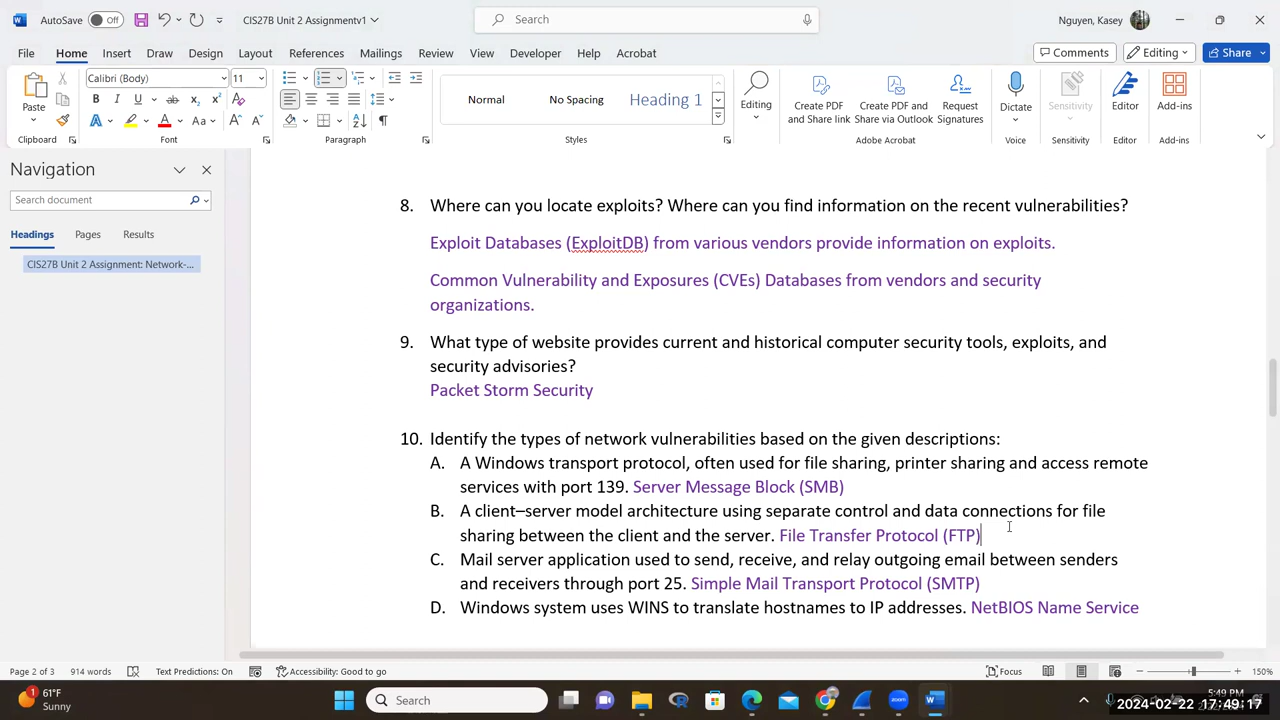 AutoSave Off CIS27B Unit 2 Assignmentv1 Search Nguyen, Kasey
File Home Insert Draw Design Layout References Mailings Review View Developer Help Acrobat Comments Editing Share
Calibri (Body) 11
Paste
B I U ab x₂ x²
A A Aa A A
Normal No Spacing Heading 1
Editing
Create PDF and Share link
Create PDF and Share via Outlook
Request Signatures
Dictate
Sensitivity
Editor
Add-ins
Clipboard Font Paragraph Styles Adobe Acrobat Voice Sensitivity Editor Add-ins
Navigation
Search document
Headings Pages Results
CIS27B Unit 2 Assignment: Network-...
8. Where can you locate exploits? Where can you find information on the recent vulnerabilities?
Exploit Databases (ExploitDB) from various vendors provide information on exploits.
Common Vulnerability and Exposures (CVEs) Databases from vendors and security
organizations.
9. What type of website provides current and historical computer security tools, exploits, and
security advisories?
Packet Storm Security
10. Identify the types of network vulnerabilities based on the given descriptions:
A. A Windows transport protocol, often used for file sharing, printer sharing and access remote
services with port 139. Server Message Block (SMB)
B. A client–server model architecture using separate control and data connections for file
sharing between the client and the server. File Transfer Protocol (FTP)
C. Mail server application used to send, receive, and relay outgoing email between senders
and receivers through port 25. Simple Mail Transport Protocol (SMTP)
D. Windows system uses WINS to translate hostnames to IP addresses. NetBIOS Name Service
Page 2 of 3 914 words Text Predictions: On Accessibility: Good to go Focus 150%
61°F
Sunny
Search
5:49 PM
2024-02-22 17:49:17